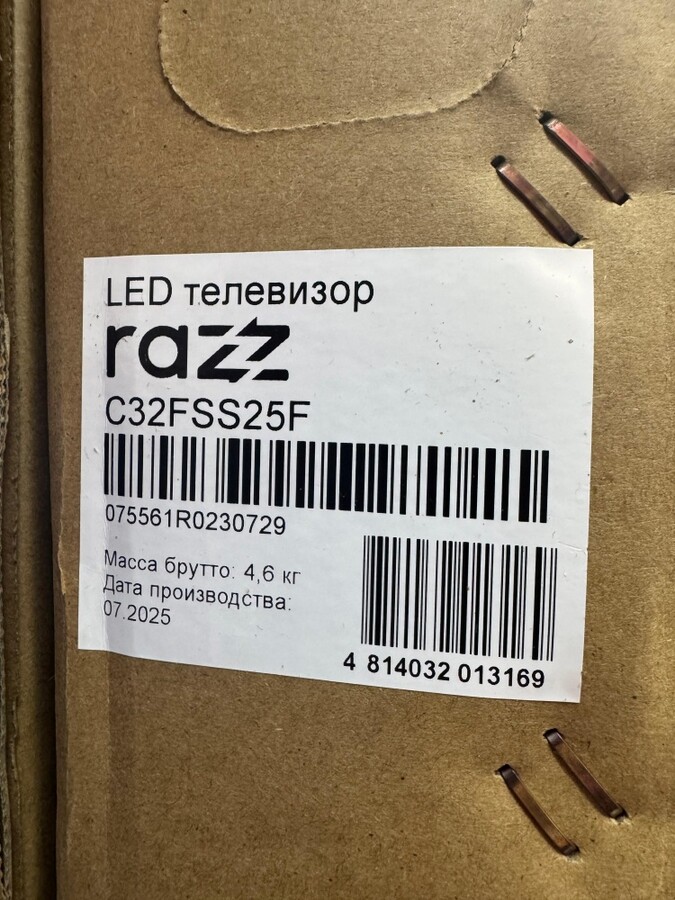 LED телевизор
razz
C32FSS25F
075561R0230729
Масса брутто: 4,6 кг
Дата производства:
07.2025
4 814032 013169